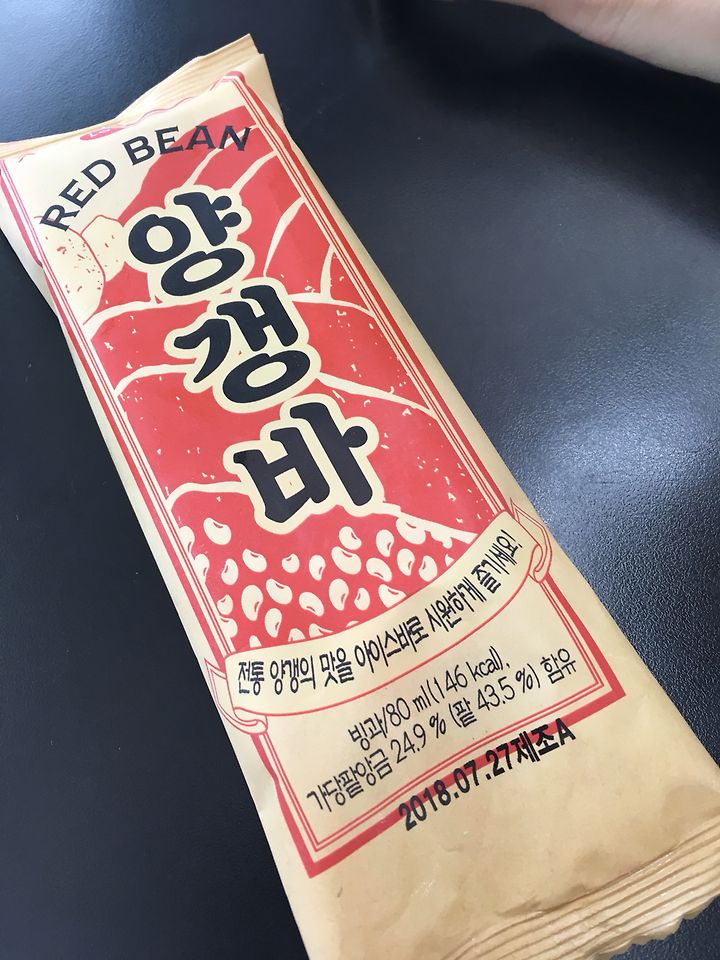 RED BEAN
양
갱
바
전통 양갱의 맛을 아이스바로 시원하게 즐기세요!
빙과/80 ml(146 kcal),
가당팥앙금 24.9 % (팥 43.5 %) 함유
2018.07.27제조A